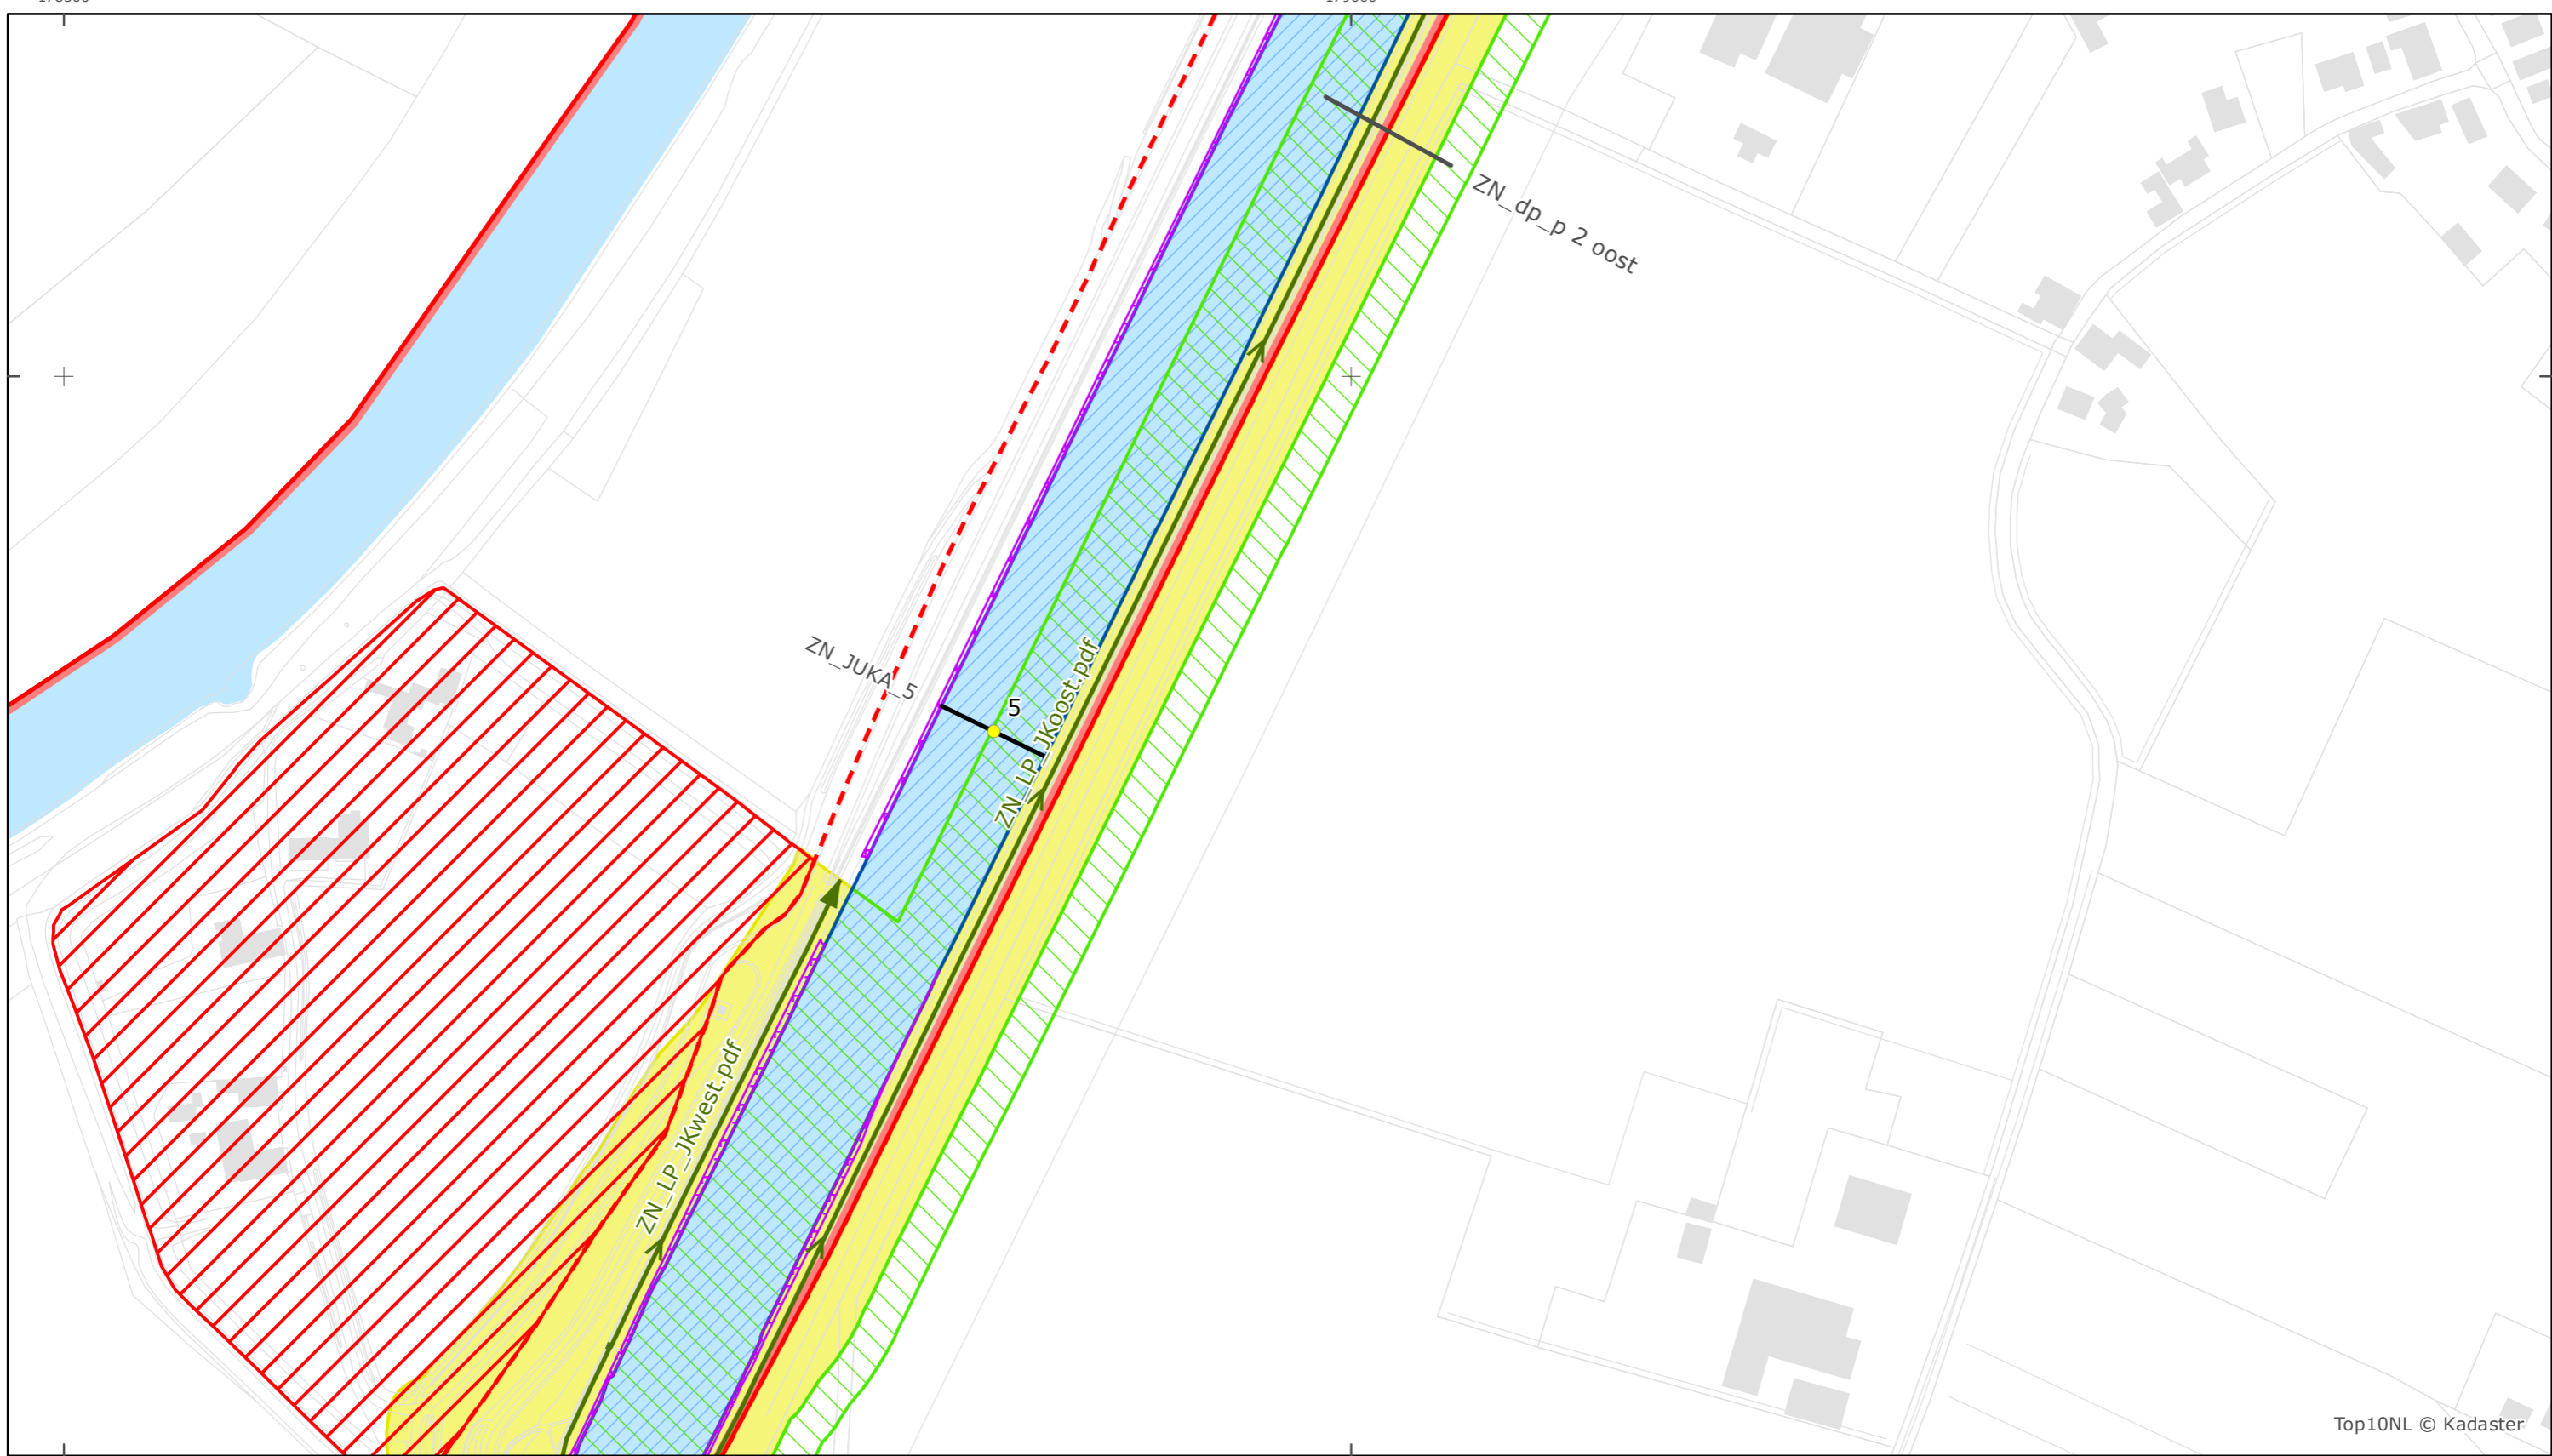 ZN_dp_p 2 oost
ZN_JUKA_5
5
ZN_LP_JKoost.pdf
ZN_LP_JKwest.pdf
Top10NL © Kadaster